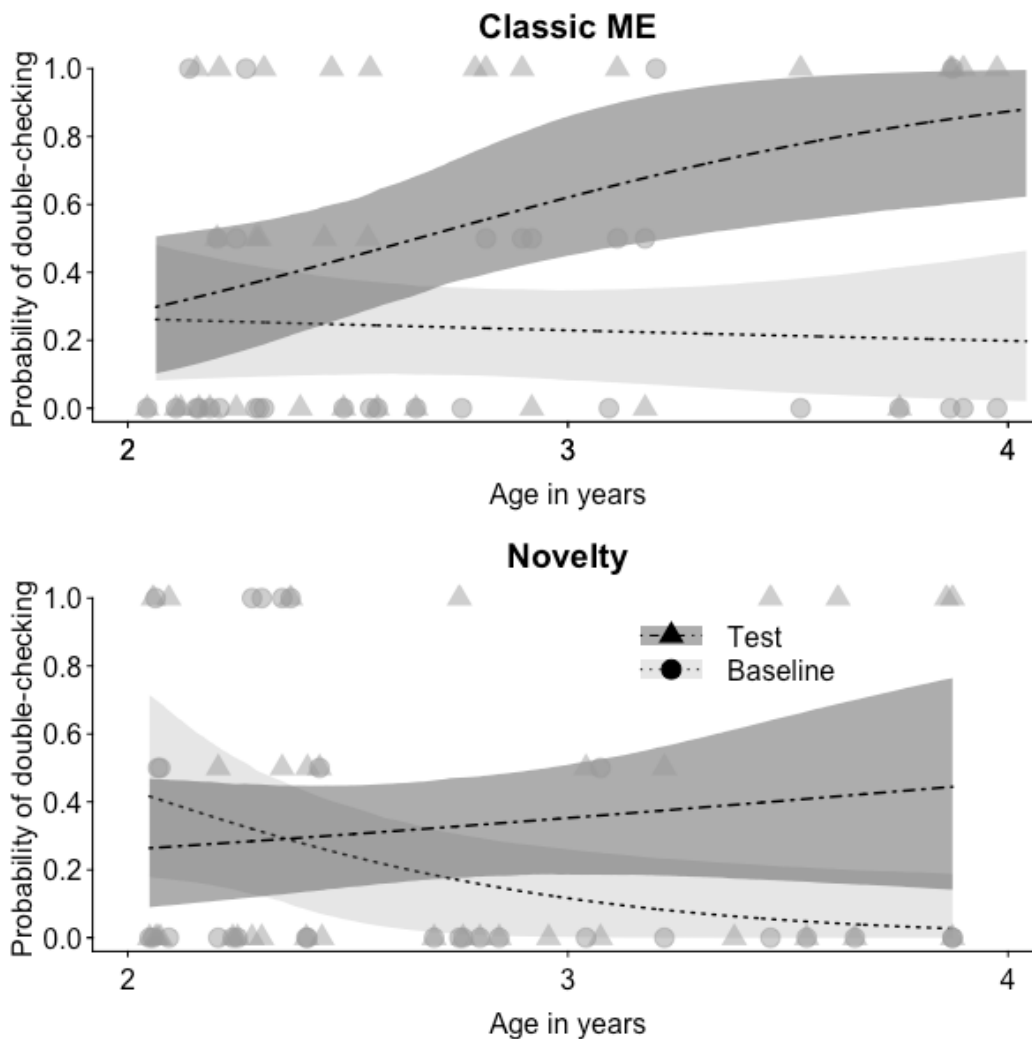 Classic ME
Probability of double-checking
1.0
0.8
0.6
0.4
0.2
0.0
2 3 4
Age in years
Novelty
Probability of double-checking
1.0
0.8
0.6
0.4
0.2
0.0
Test
Baseline
2 3 4
Age in years